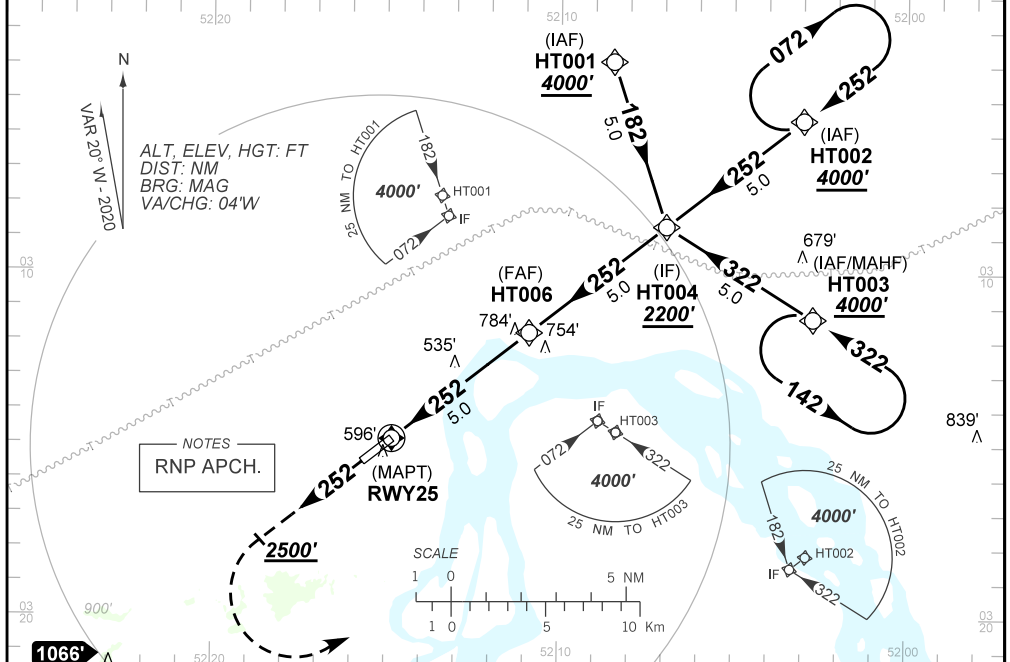 52 20
52 10
52 00
N
VAR 20° W - 2020
ALT, ELEV, HGT: FT
DIST: NM
BRG: MAG
VA/CHG: 04'W
25 NM TO HT001
182
4000'
HT001
IF
072
(IAF)
HT001
4000'
182
5.0
072
252
(IAF)
HT002
4000'
252
5.0
679'
(IAF/MAHF)
HT003
4000'
322
5.0
(IF)
HT004
2200'
252
5.0
(FAF)
HT006
784'
754'
535'
322
142
839'
252
5.0
596'
(MAPT)
RWY25
252
2500'
NOTES
RNP APCH.
IF
HT003
072
322
4000'
25 NM TO HT003
25 NM TO HT002
4000'
182
HT002
IF
322
SCALE
1 0 5 NM
1 0 5 10 Km
03
10
03
10
03
20
03
20
900'
1066'
52 20
52 10
52 00